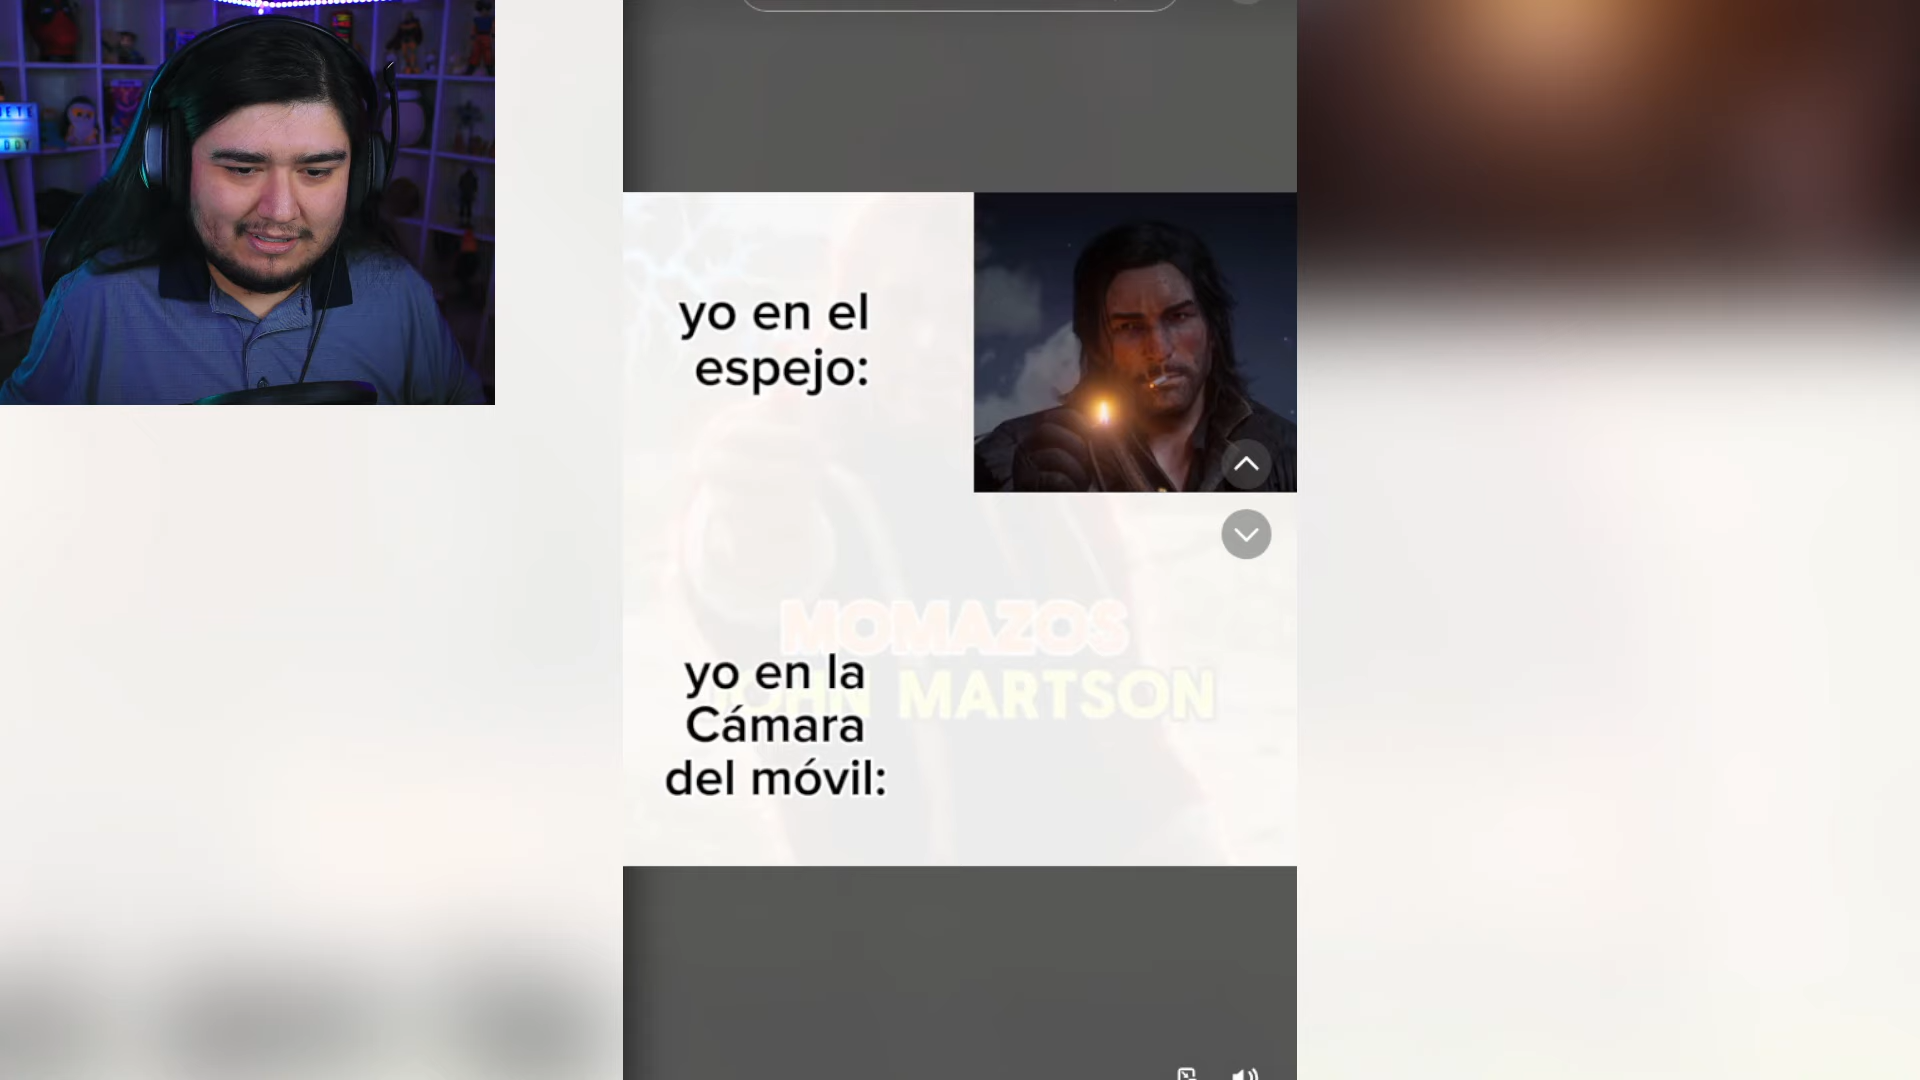 yo en el
espejo:
MOMAZOS
JOHN MARTSON
yo en la
Cámara
del móvil: